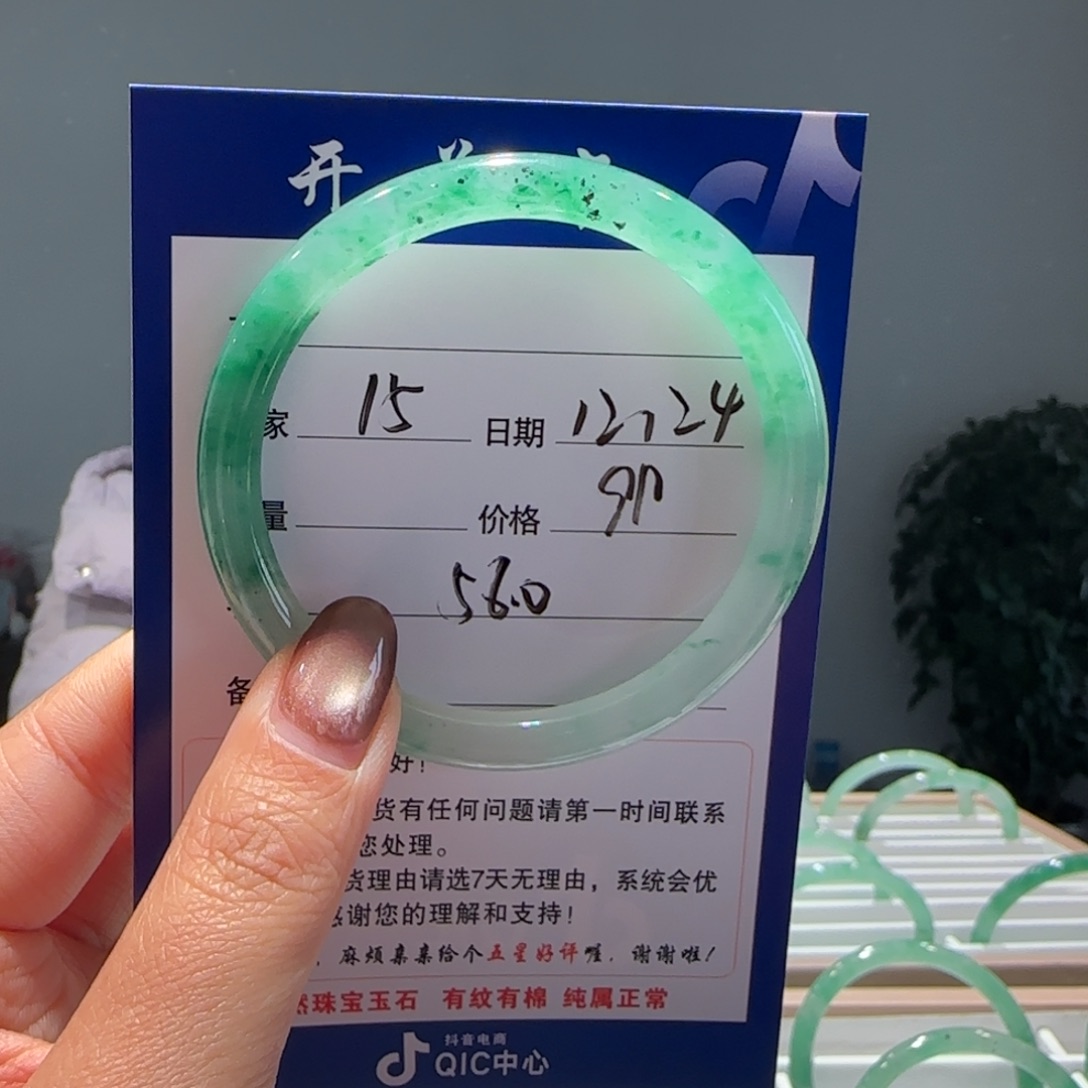 开
家 15 日期 12、24
量 价格
56.0
备
好！
货有任何问题请第一时间联系
您处理。
货理由请选7天无理由，系统会优
感谢您的理解和支持！
，麻烦亲亲给个五星好评喔，谢谢啦！
然珠宝玉石 有纹有棉 纯属正常
抖音电商
QIC中心